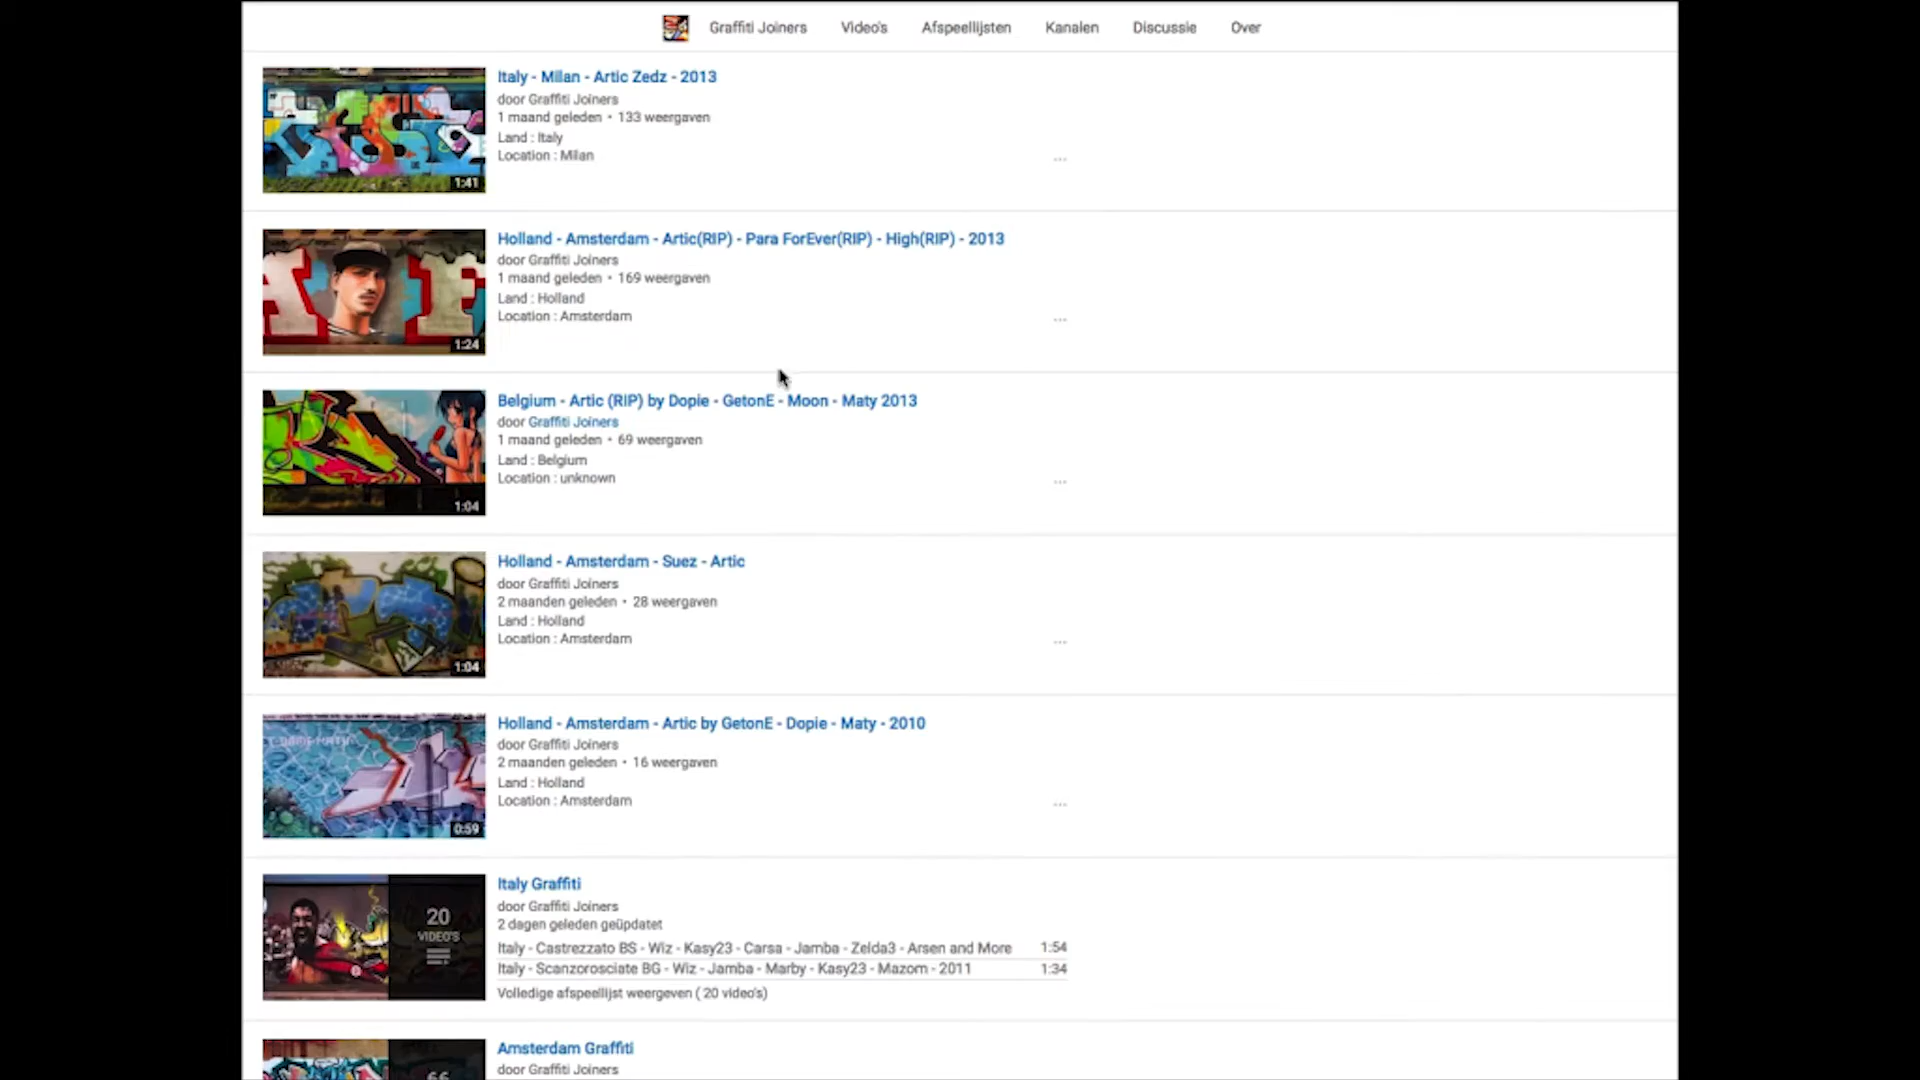 Graffiti Joiners Video's Afspeellijsten Kanalen Discussie Over
Italy - Milan - Artic Zedz - 2013
door Graffiti Joiners
1 maand geleden • 133 weergaven
Land : Italy
Location : Milan
...
1:41
Holland - Amsterdam - Artic(RIP) - Para ForEver(RIP) - High(RIP) - 2013
door Graffiti Joiners
1 maand geleden • 169 weergaven
Land : Holland
Location : Amsterdam
...
1:24
Belgium - Artic (RIP) by Dopie - GetonE - Moon - Maty 2013
door Graffiti Joiners
1 maand geleden • 69 weergaven
Land : Belgium
Location : unknown
...
1:04
Holland - Amsterdam - Suez - Artic
door Graffiti Joiners
2 maanden geleden • 28 weergaven
Land : Holland
Location : Amsterdam
...
1:04
Holland - Amsterdam - Artic by GetonE - Dopie - Maty - 2010
door Graffiti Joiners
2 maanden geleden • 16 weergaven
Land : Holland
Location : Amsterdam
...
0:59
Italy Graffiti
door Graffiti Joiners
20
VIDEO'S
2 dagen geleden geüpdatet
Italy - Castrezzato BS - Wiz - Kasy23 - Carsa - Jamba - Zelda3 - Arsen and More 1:54
Italy - Scanzorosciate BG - Wiz - Jamba - Marby - Kasy23 - Mazom - 2011 1:34
Volledige afspeellijst weergeven ( 20 video's)
Amsterdam Graffiti
door Graffiti Joiners
66